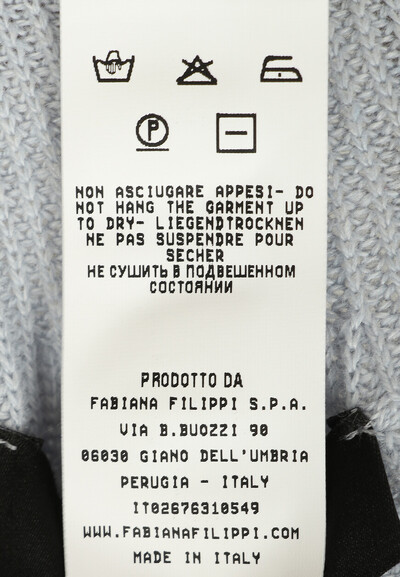 P
NON ASCIUGARE APPESI- DO
NOT HANG THE GARMENT UP
TO DRY- LIEGENDTROCKNEN
NE PAS SUSPENDRE POUR
SECHER
НЕ СУШИТЬ В ПОДВЕШЕННОМ
СОСТОЯНИИ
PRODOTTO DA
FABIANA FILIPPI S.P.A.
VIA B.BUOZZI 90
06030 GIANO DELL'UMBRIA
PERUGIA - ITALY
IT02676310549
WWW.FABIANAFILIPPI.COM
MADE IN ITALY